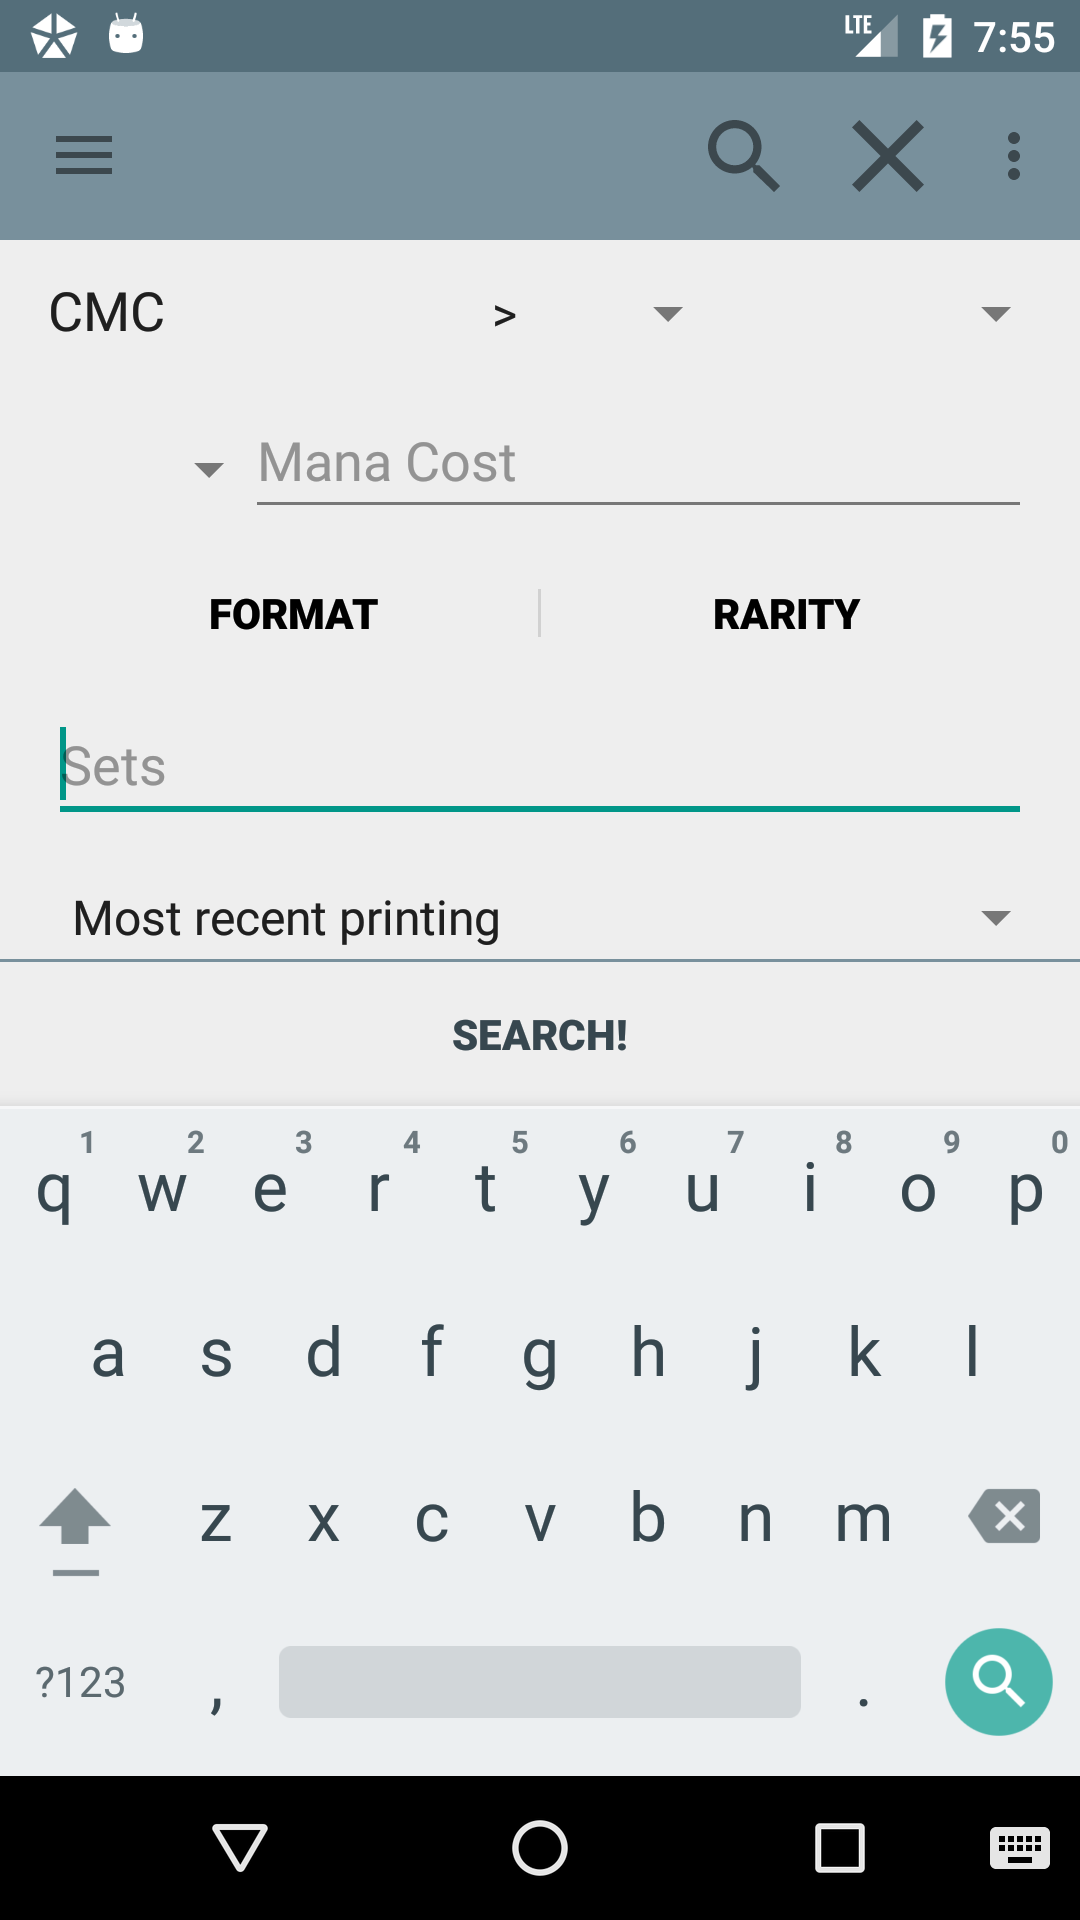 LTE 7:55
CMC >
Mana Cost
FORMAT RARITY
Sets
Most recent printing
SEARCH!
1 2 3 4 5 6 7 8 9 0
q w e r t y u i o p
a s d f g h j k l
z x c v b n m
?123 , .